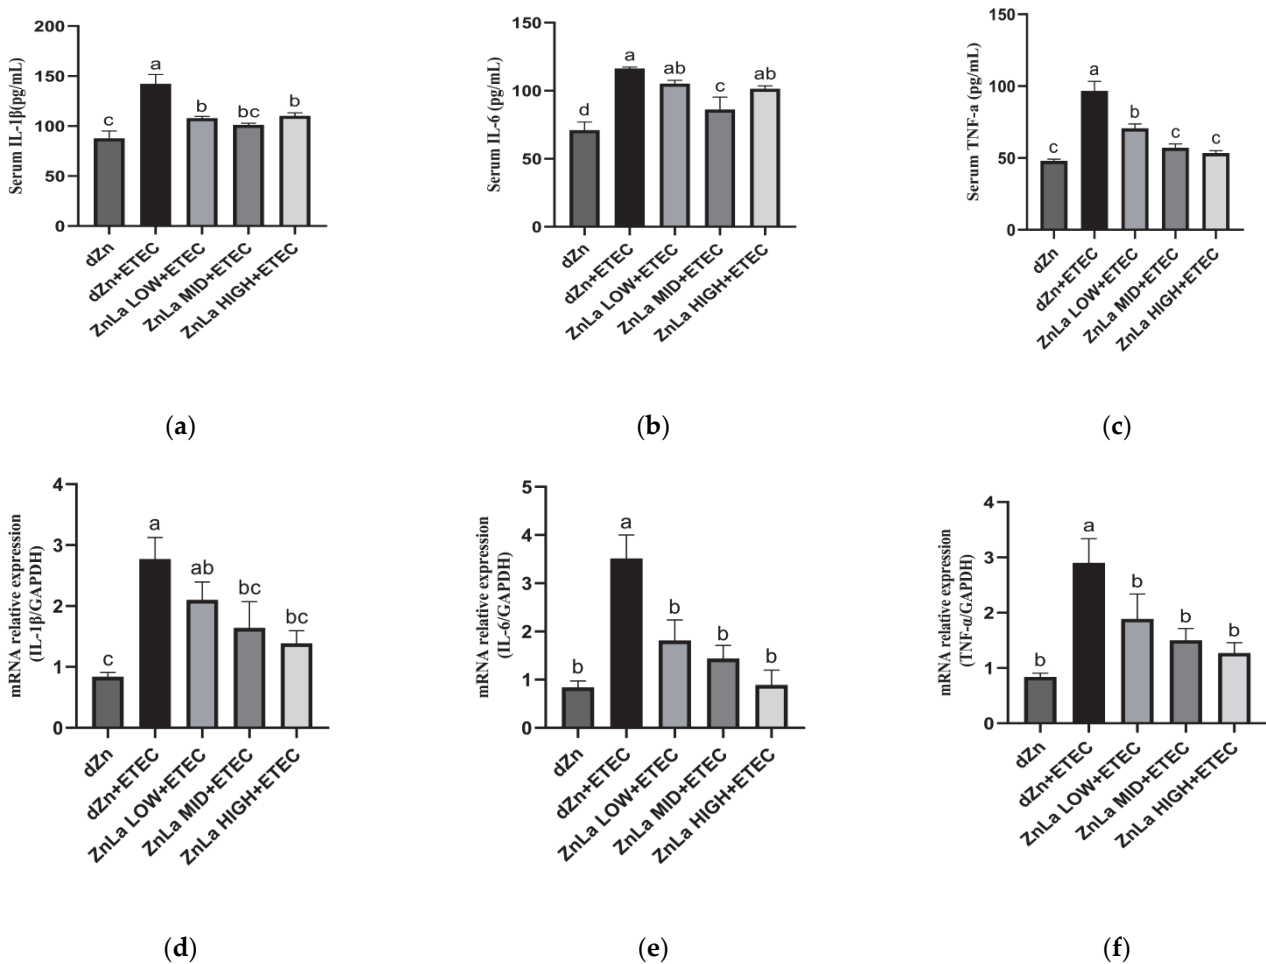 Serum IL-1β(pg/mL)
200
150
100
50
0
c
a
b
bc
b
dZn
dZn+ETEC
ZnLa LOW+ETEC
ZnLa MID+ETEC
ZnLa HIGH+ETEC
(a)
Serum IL-6 (pg/mL)
150
100
50
0
d
a
ab
c
ab
dZn
dZn+ETEC
ZnLa LOW+ETEC
ZnLa MID+ETEC
ZnLa HIGH+ETEC
(b)
Serum TNF-a (pg/mL)
150
100
50
0
c
a
b
c
c
dZn
dZn+ETEC
ZnLa LOW+ETEC
ZnLa MID+ETEC
ZnLa HIGH+ETEC
(c)
mRNA relative expression
(IL-1β/GAPDH)
4
3
2
1
0
c
a
ab
bc
bc
dZn
dZn+ETEC
ZnLa LOW+ETEC
ZnLa MID+ETEC
ZnLa HIGH+ETEC
(d)
mRNA relative expression
(IL-6/GAPDH)
5
4
3
2
1
0
b
a
b
b
b
dZn
dZn+ETEC
ZnLa LOW+ETEC
ZnLa MID+ETEC
ZnLa HIGH+ETEC
(e)
mRNA relative expression
(TNF-α/GAPDH)
4
3
2
1
0
b
a
b
b
b
dZn
dZn+ETEC
ZnLa LOW+ETEC
ZnLa MID+ETEC
ZnLa HIGH+ETEC
(f)